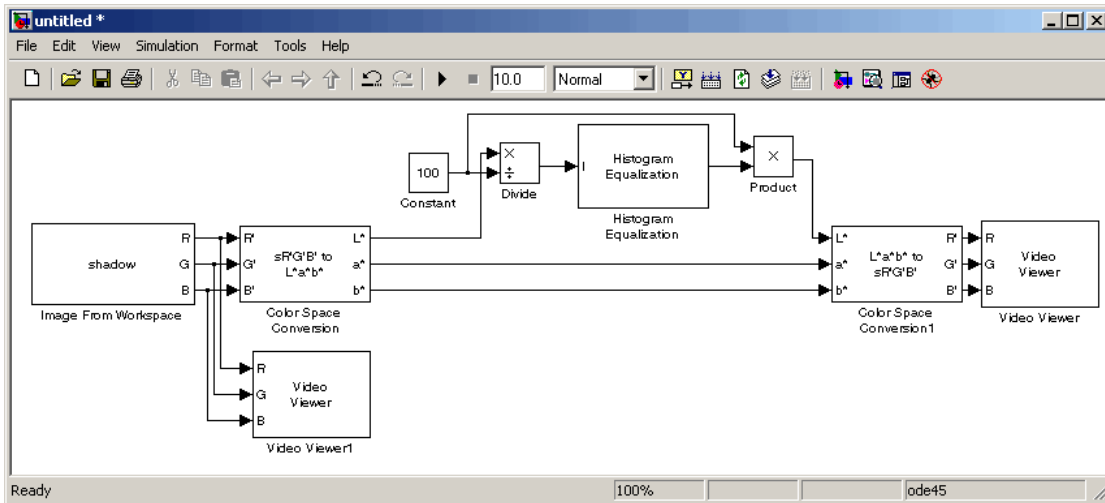 untitled *
File Edit View Simulation Format Tools Help
10.0 Normal
Histogram
Equalization
I
×
÷
Divide
100
Constant
×
Product
Histogram
Equalization
shadow
R
G
B
Image From Workspace
R'
G'
B'
sR'G'B' to
L*a*b*
L*
a*
b*
Color Space
Conversion
L*
a*
b*
L*a*b* to
sR'G'B'
R'
G'
B'
Color Space
Conversion1
R
G
B
Video
Viewer
Video Viewer
R
G
B
Video
Viewer
Video Viewer1
Ready 100% ode45